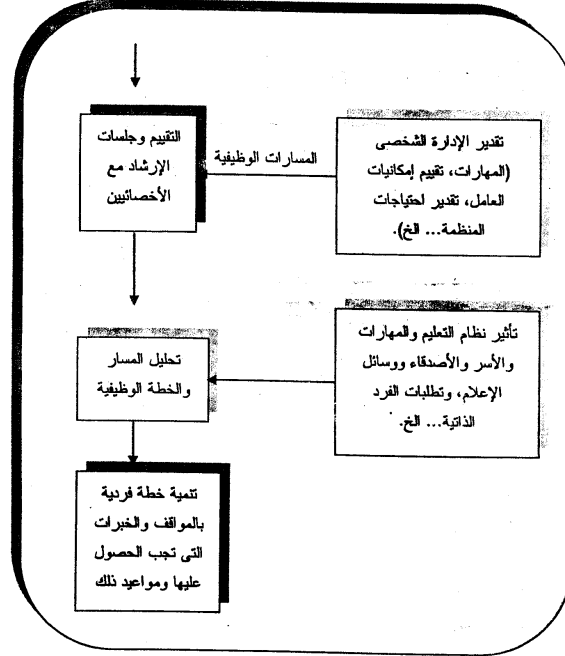 تقدير الإدارة الشخصى
(المهارات، تقييم إمكانيات
العامل، تقدير احتياجات
المنظمة... الخ).
المسارات الوظيفية
التقييم وجلسات
الإرشاد مع
الأخصائيين
تأثير نظام التعليم والمهارات
والأسر والأصدقاء ووسائل
الإعلام، وتطلبات الفرد
الذاتية... الخ.
تحليل المسار
والخطة الوظيفية
تنمية خطة فردية
بالمواقف والخبرات
التى تجب الحصول
عليها ومواعيد ذلك